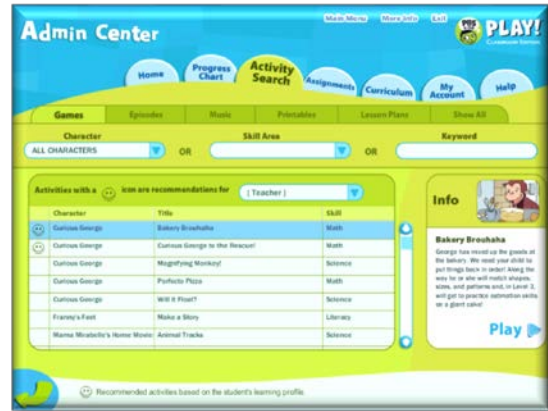 Main Menu More Info Exit
Admin Center
PLAY!
Home
Progress Chart
Activity Search
Assignments
Curriculum
My Account
Help
Games Episodes Music Printables Lesson Plans Show All
Character Skill Area Keyword
ALL CHARACTERS OR OR
Activities with a icon are recommendations for ( Teacher )
Character Title Skill
Curious George Bakery Brouhaha Math
Curious George Curious George to the Rescue! Math
Curious George Magnifying Monkey! Science
Curious George Perfecto Pizza Math
Curious George Will It Float? Science
Franny's Feet Make a Story Literacy
Mama Mirabelle's Home Movies Animal Tracks Science
Info
Bakery Brouhaha
George has mixed up the goods at
the bakery. We need your child to
put things back in order! Along the
way he or she will match shapes,
sizes, and patterns and, in Level 3,
will get to practice estimation skills
on a giant cake!
Play
Recommended activities based on the student's learning profile.